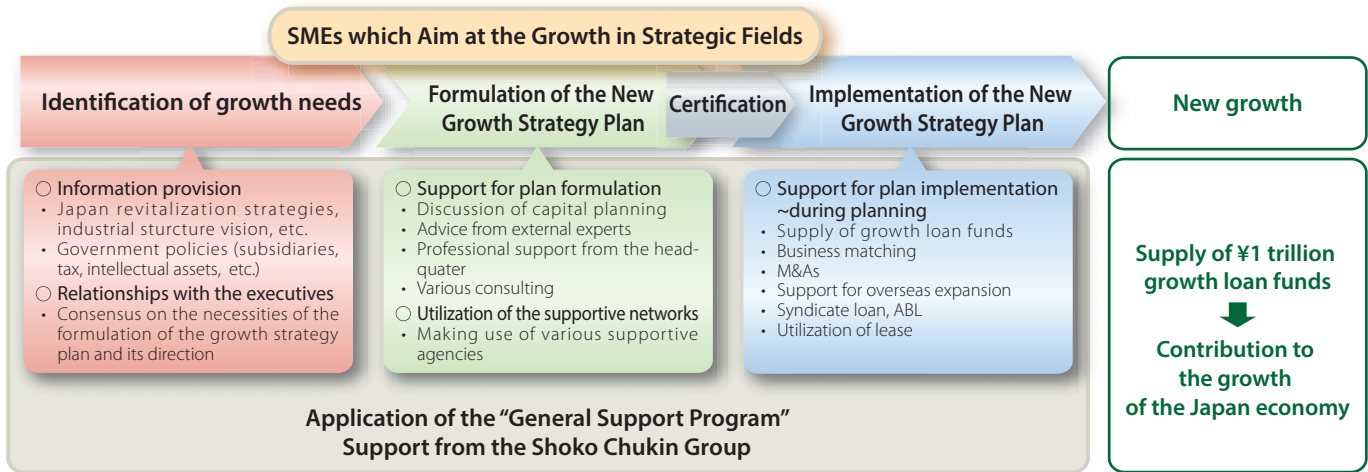 SMEs which Aim at the Growth in Strategic Fields
Identification of growth needs
Formulation of the New
Growth Strategy Plan
Certification
Implementation of the New
Growth Strategy Plan
New growth
○ Information provision
• Japan revitalization strategies,
industrial sturcture vision, etc.
• Government policies (subsidiaries,
tax, intellectual assets, etc.)
○ Relationships with the executives
• Consensus on the necessities of the
formulation of the growth strategy
plan and its direction
○ Support for plan formulation
• Discussion of capital planning
• Advice from external experts
• Professional support from the head-
quater
• Various consulting
○ Utilization of the supportive networks
• Making use of various supportive
agencies
○ Support for plan implementation
~during planning
• Supply of growth loan funds
• Business matching
• M&As
• Support for overseas expansion
• Syndicate loan, ABL
• Utilization of lease
Supply of ¥1 trillion
growth loan funds
Contribution to
the growth
of the Japan economy
Application of the “General Support Program”
Support from the Shoko Chukin Group